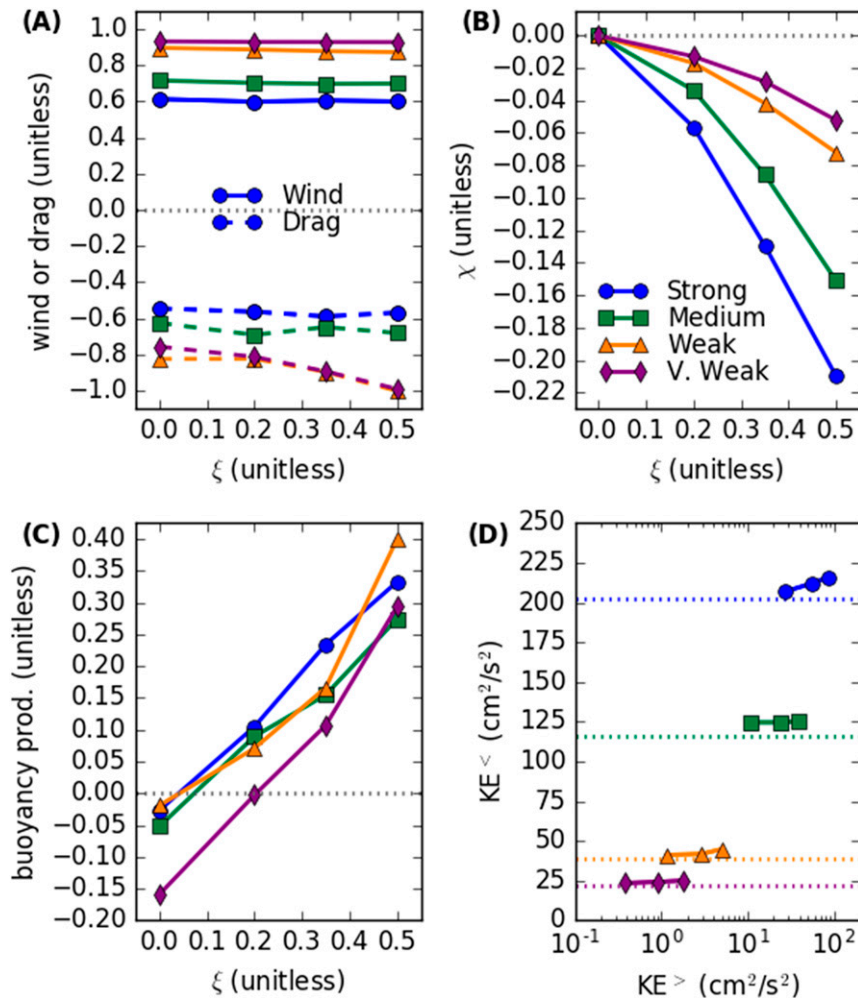 (A)
1.0
0.8
0.6
0.4
0.2
0.0
−0.2
−0.4
−0.6
−0.8
−1.0
wind or drag (unitless)
Wind
Drag
0.0 0.1 0.2 0.3 0.4 0.5
ξ (unitless)
(B)
−0.00
−0.02
−0.04
−0.06
−0.08
−0.10
−0.12
−0.14
−0.16
−0.18
−0.20
−0.22
χ (unitless)
Strong
Medium
Weak
V. Weak
0.0 0.1 0.2 0.3 0.4 0.5
ξ (unitless)
(C)
0.40
0.35
0.30
0.25
0.20
0.15
0.10
0.05
0.00
−0.05
−0.10
−0.15
−0.20
buoyancy prod. (unitless)
0.0 0.1 0.2 0.3 0.4 0.5
ξ (unitless)
(D)
250
225
200
175
150
125
100
75
50
25
0
KE< (cm²/s²)
10⁻¹ 10⁰ 10¹ 10²
KE> (cm²/s²)